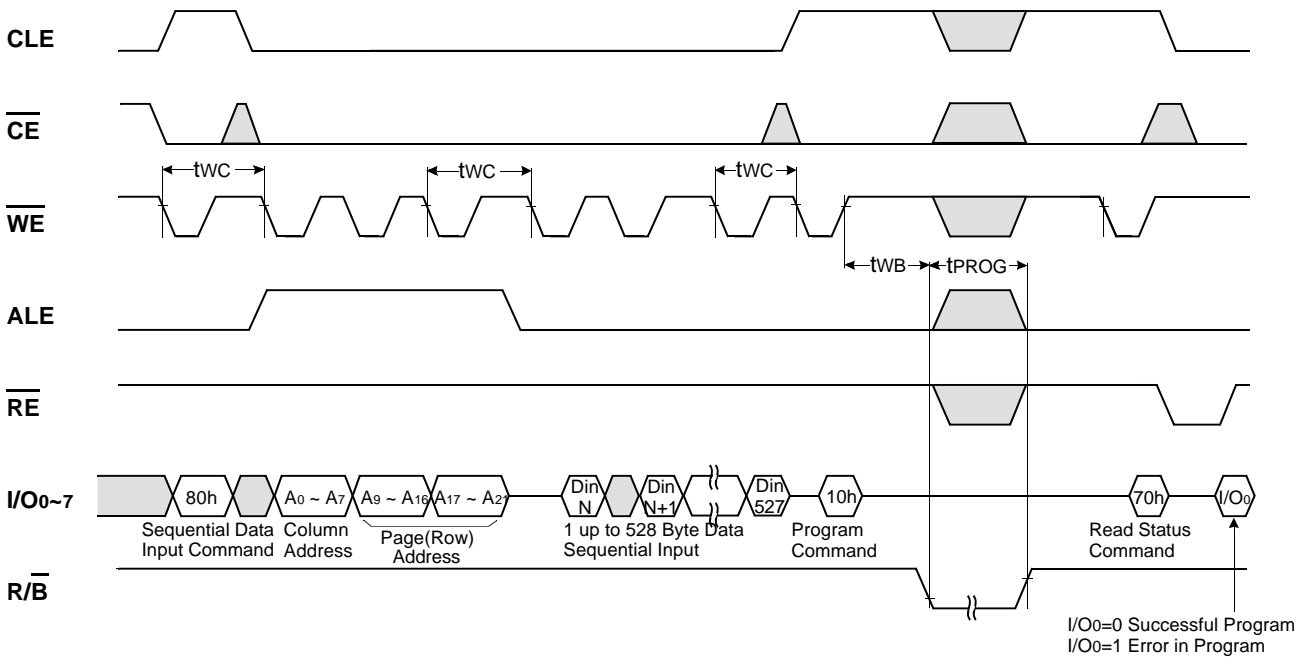 CLE
CE
tWC
tWC
tWC
WE
tWB
tPROG
ALE
RE
I/O0~7
80h
A0 ~ A7
A9 ~ A16
A17 ~ A21
Din N
Din N+1
Din 527
10h
70h
I/O0
Sequential Data Input Command
Column Address
Page(Row) Address
1 up to 528 Byte Data Sequential Input
Program Command
Read Status Command
R/B
I/O0=0 Successful Program
I/O0=1 Error in Program